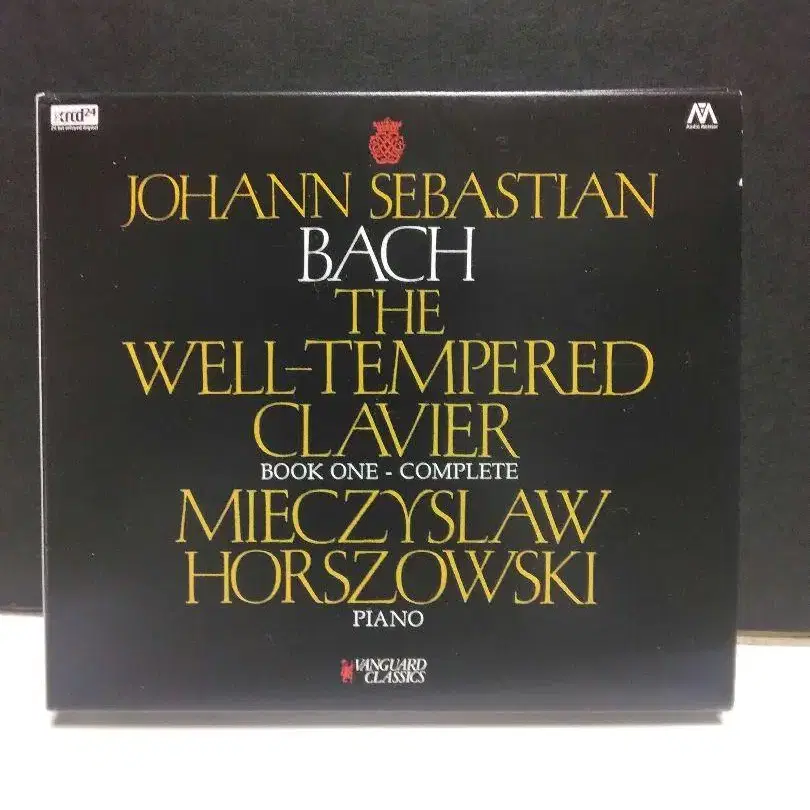 xrcd24
JOHANN SEBASTIAN
BACH
THE
WELL-TEMPERED
CLAVIER
BOOK ONE - COMPLETE
MIECZYSLAW
HORSZOWSKI
PIANO
VANGUARD
CLASSICS